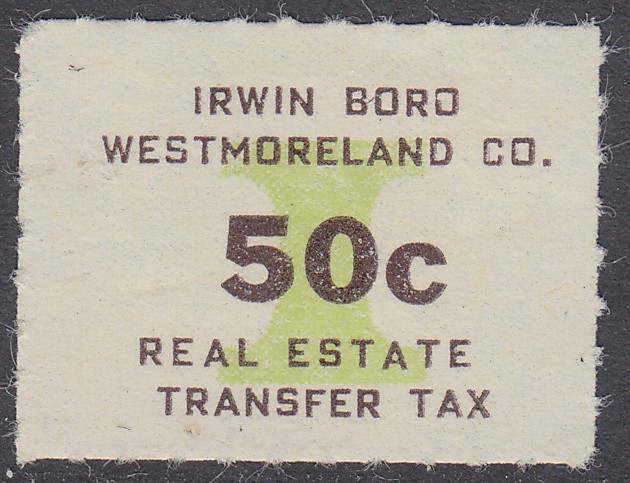 IRWIN BORO
WESTMORELAND CO.
I
50c
REAL ESTATE
TRANSFER TAX